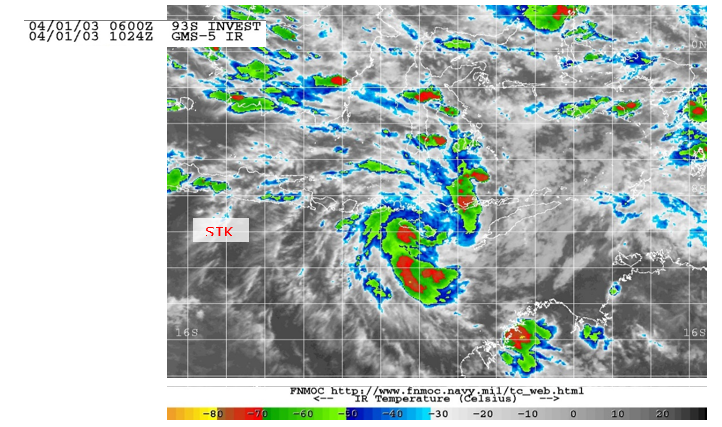 04/01/03 0600Z 93S INVEST
04/01/03 1024Z GMS-5 IR
STK
16S 16S
FNMOC http://www.fnmoc.navy.mil/tc_web.html
<-- IR Temperature (Celsius) -->
-80 -70 -60 -50 -40 -30 -20 -10 0 10 20